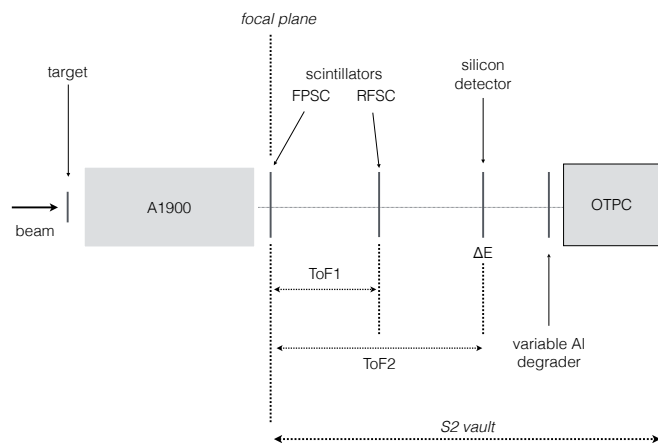 focal plane
target
scintillators
FPSC
RFSC
silicon
detector
A1900
OTPC
beam
ΔE
ToF1
variable Al
degrader
ToF2
S2 vault